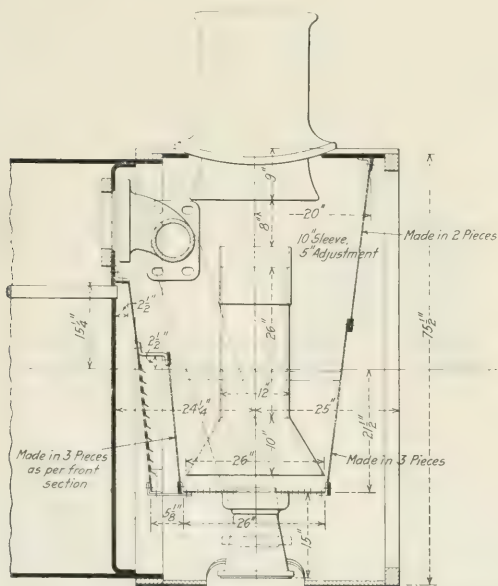 9"
8"
20"
10" Sleeve,
5" Adjustment
Made in 2 Pieces
2½"
15¼"
2½"
26"
75½"
12"
24¼"
25"
21½"
Made in 3 Pieces
as per front
section
10"
26"
Made in 3 Pieces
5⅛"
26"
15"